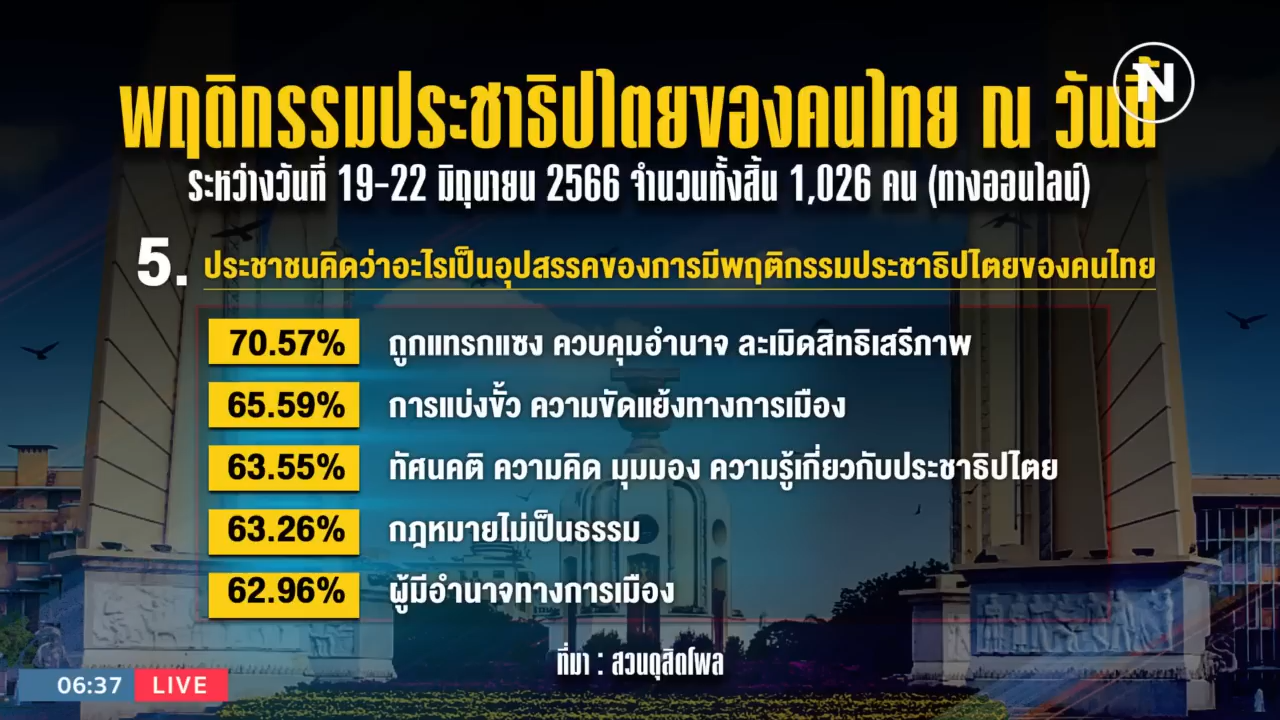 พฤติกรรมประชาธิปไตยของคนไทย ณ วันนี้
N
ระหว่างวันที่ 19-22 มิถุนายน 2566 จำนวนทั้งสิ้น 1,026 คน (ทางออนไลน์)
5. ประชาชนคิดว่าอะไรเป็นอุปสรรคของการมีพฤติกรรมประชาธิปไตยของคนไทย
70.57% ถูกแทรกแซง ควบคุมอำนาจ ละเมิดสิทธิเสรีภาพ
65.59% การแบ่งขั้ว ความขัดแย้งทางการเมือง
63.55% ทัศนคติ ความคิด มุมมอง ความรู้เกี่ยวกับประชาธิปไตย
63.26% กฎหมายไม่เป็นธรรม
62.96% ผู้มีอำนาจทางการเมือง
ที่มา : สวนดุสิตโพล
06:37 LIVE